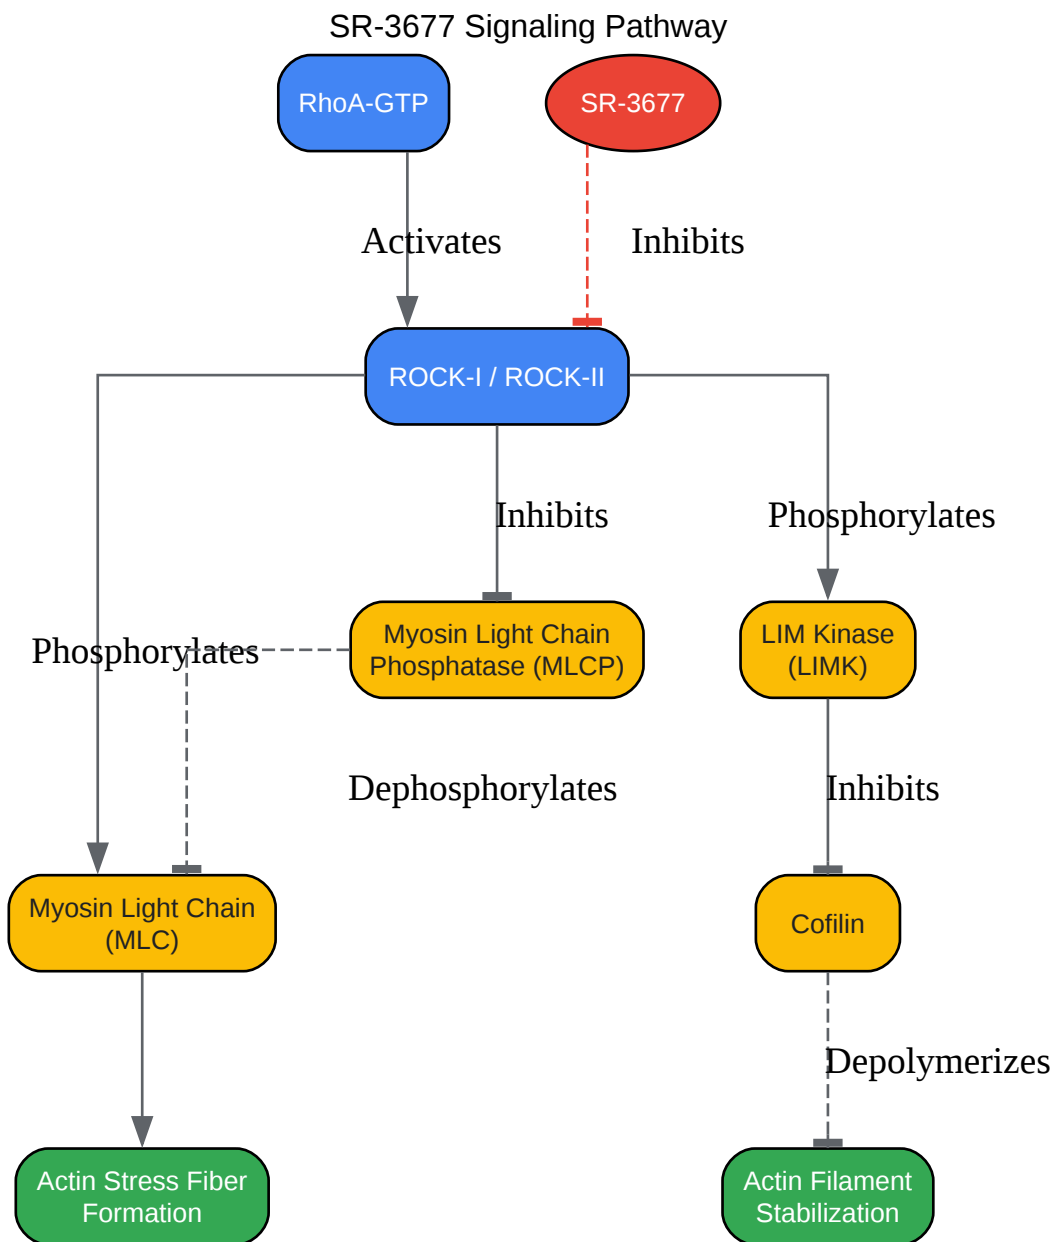 SR-3677 Signaling Pathway
RhoA-GTP
SR-3677
Activates
Inhibits
ROCK-I / ROCK-II
Inhibits
Phosphorylates
Myosin Light Chain
Phosphatase (MLCP)
LIM Kinase
(LIMK)
Phosphorylates
Dephosphorylates
Inhibits
Myosin Light Chain
(MLC)
Cofilin
Depolymerizes
Actin Stress Fiber
Formation
Actin Filament
Stabilization